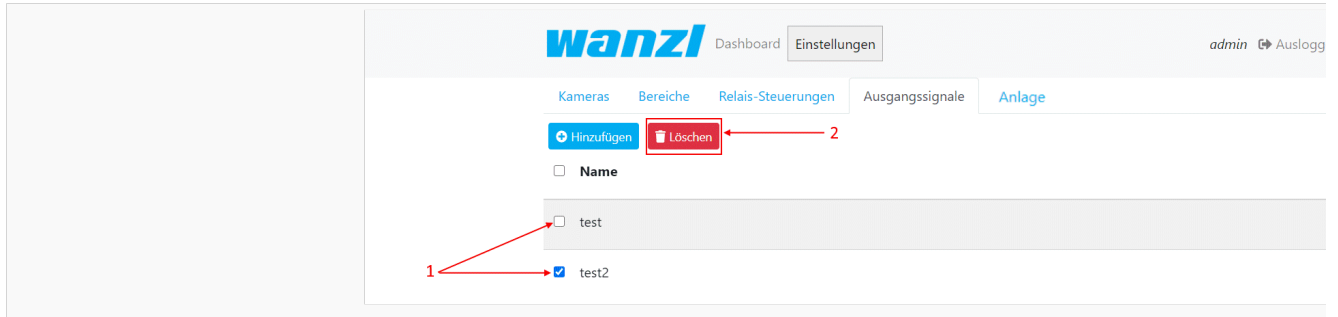 wanzl Dashboard Einstellungen admin Auslogg
Kameras Bereiche Relais-Steuerungen Ausgangssignale Anlage
Hinzufügen Löschen 2
Name
test
1
test2